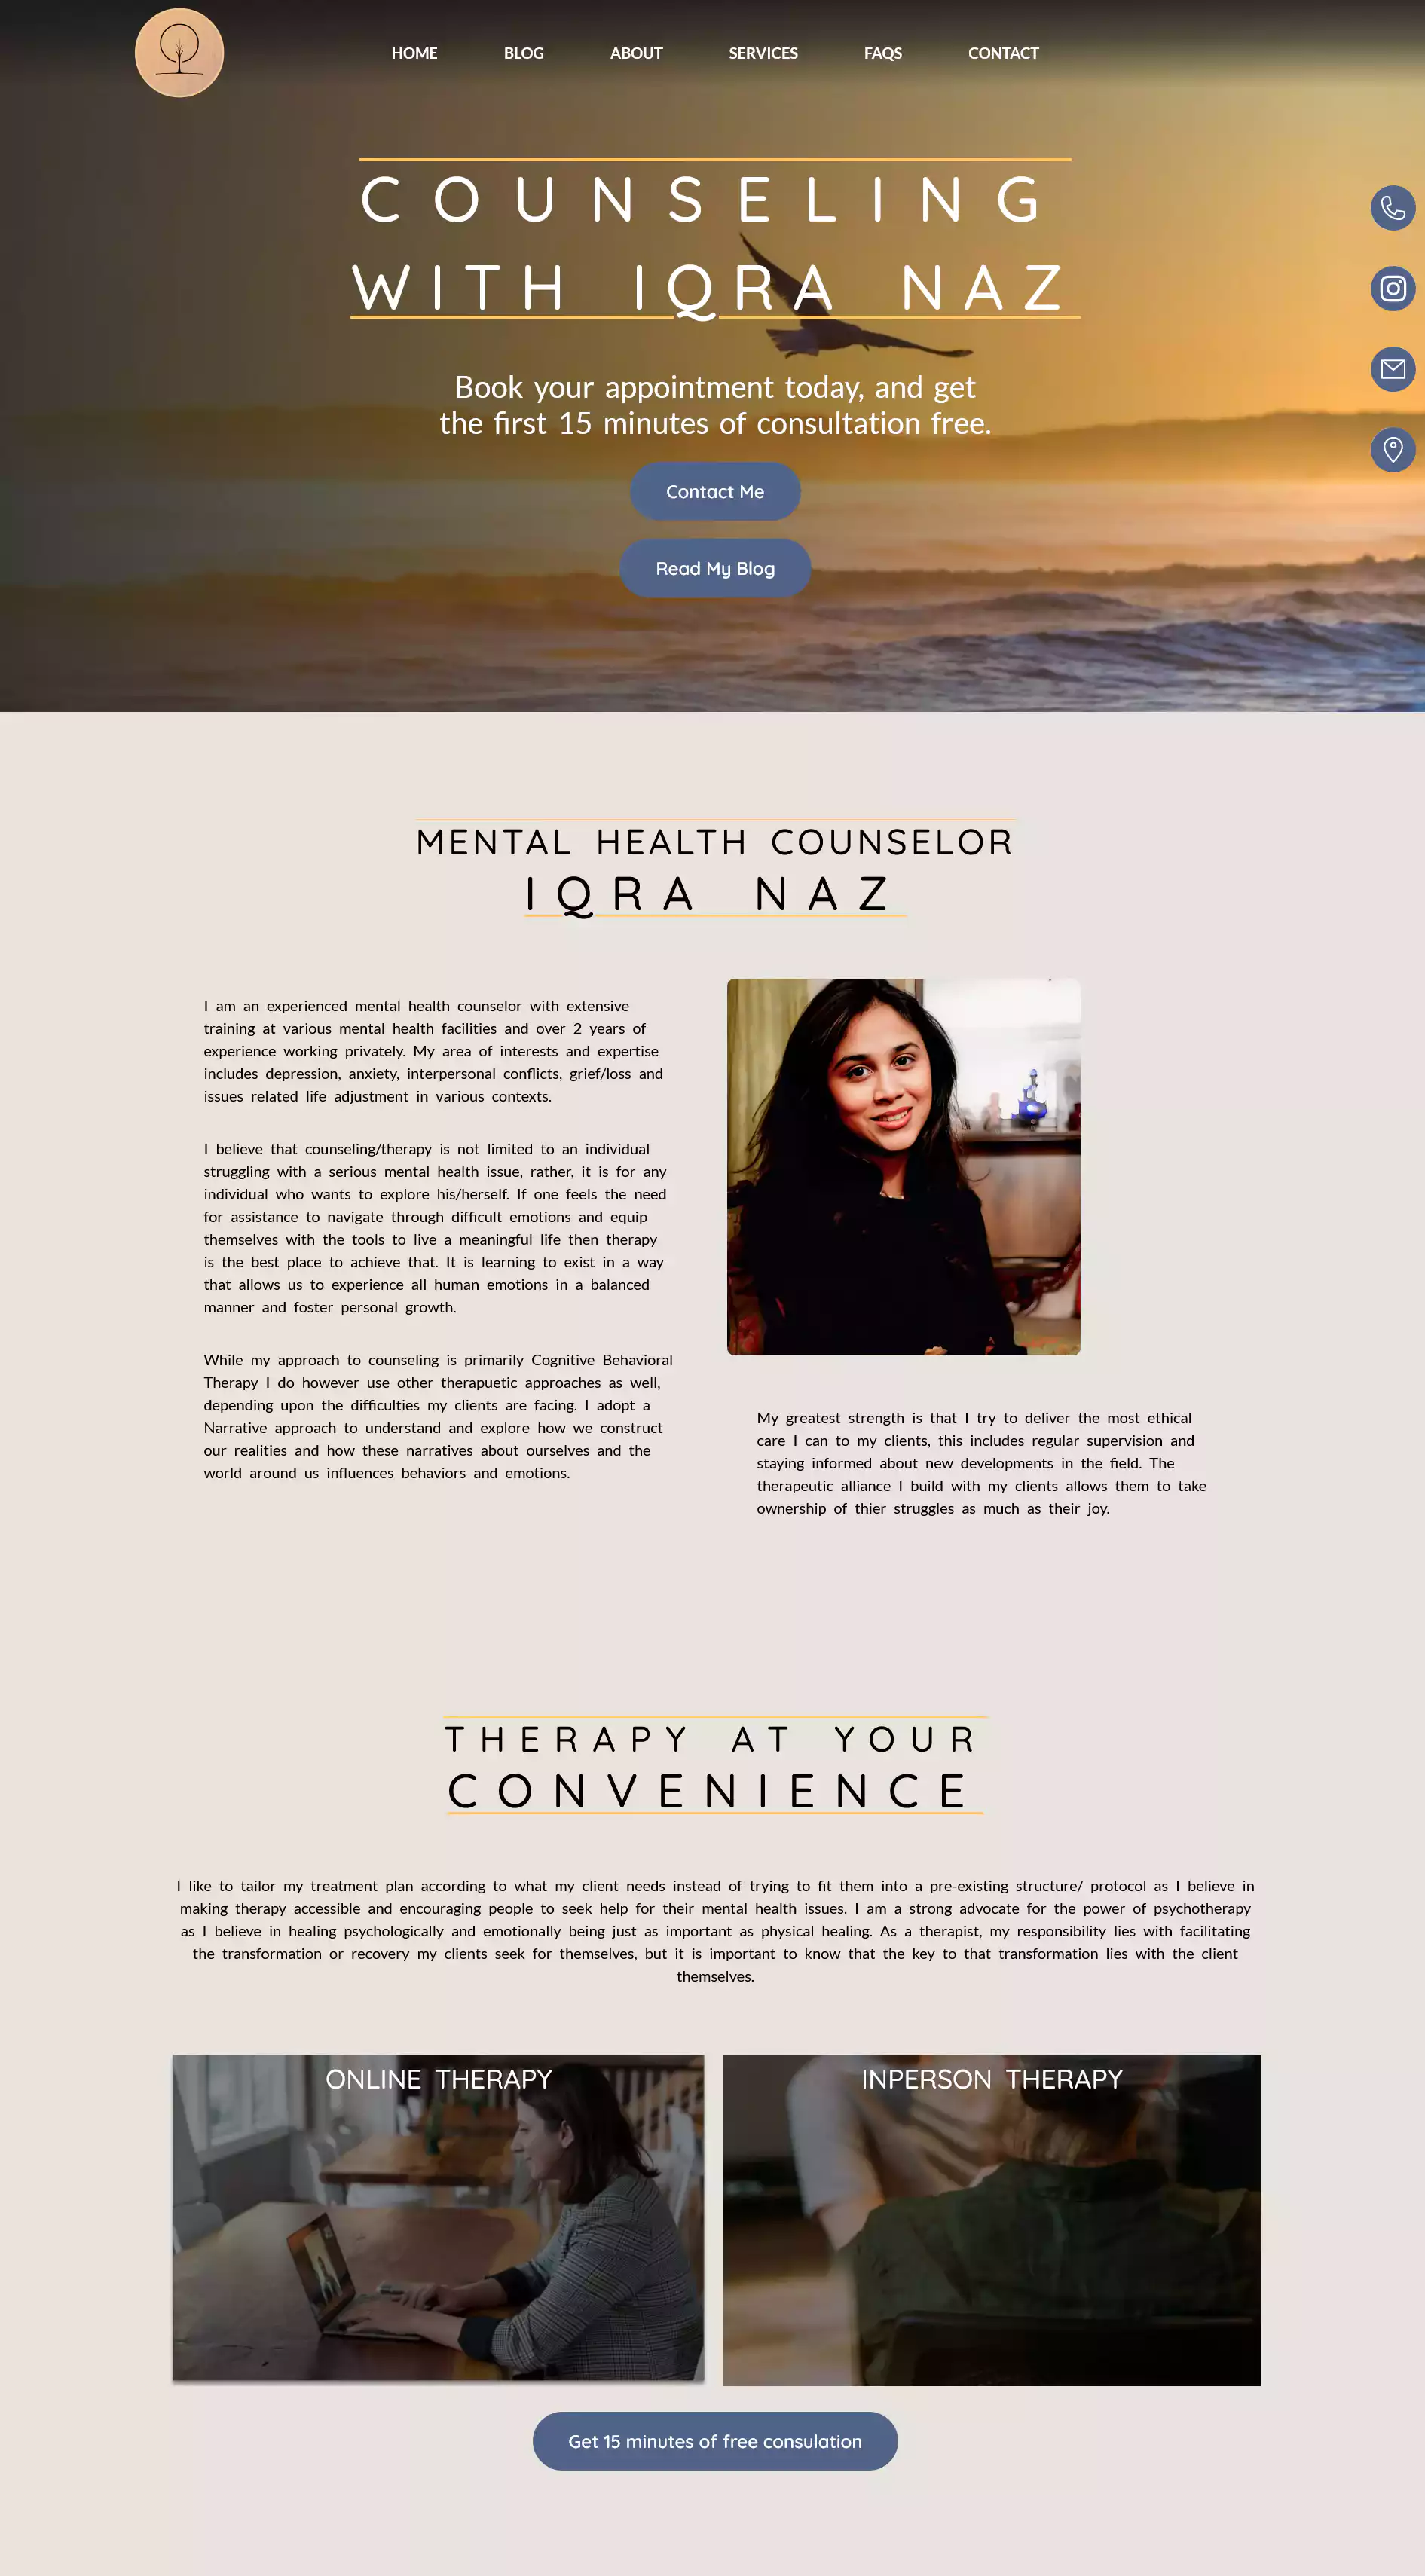 HOME BLOG ABOUT SERVICES FAQS CONTACT
COUNSELING
WITH IQRA NAZ
Book your appointment today, and get
the first 15 minutes of consultation free.
Contact Me
Read My Blog
MENTAL HEALTH COUNSELOR
IQRA NAZ
I am an experienced mental health counselor with extensive
training at various mental health facilities and over 2 years of
experience working privately. My area of interests and expertise
includes depression, anxiety, interpersonal conflicts, grief/loss and
issues related life adjustment in various contexts.
I believe that counseling/therapy is not limited to an individual
struggling with a serious mental health issue, rather, it is for any
individual who wants to explore his/herself. If one feels the need
for assistance to navigate through difficult emotions and equip
themselves with the tools to live a meaningful life then therapy
is the best place to achieve that. It is learning to exist in a way
that allows us to experience all human emotions in a balanced
manner and foster personal growth.
While my approach to counseling is primarily Cognitive Behavioral
Therapy I do however use other therapuetic approaches as well,
depending upon the difficulties my clients are facing. I adopt a
Narrative approach to understand and explore how we construct
our realities and how these narratives about ourselves and the
world around us influences behaviors and emotions.
My greatest strength is that I try to deliver the most ethical
care I can to my clients, this includes regular supervision and
staying informed about new developments in the field. The
therapeutic alliance I build with my clients allows them to take
ownership of thier struggles as much as their joy.
THERAPY AT YOUR
CONVENIENCE
I like to tailor my treatment plan according to what my client needs instead of trying to fit them into a pre-existing structure/ protocol as I believe in
making therapy accessible and encouraging people to seek help for their mental health issues. I am a strong advocate for the power of psychotherapy
as I believe in healing psychologically and emotionally being just as important as physical healing. As a therapist, my responsibility lies with facilitating
the transformation or recovery my clients seek for themselves, but it is important to know that the key to that transformation lies with the client
themselves.
ONLINE THERAPY
INPERSON THERAPY
Get 15 minutes of free consulation